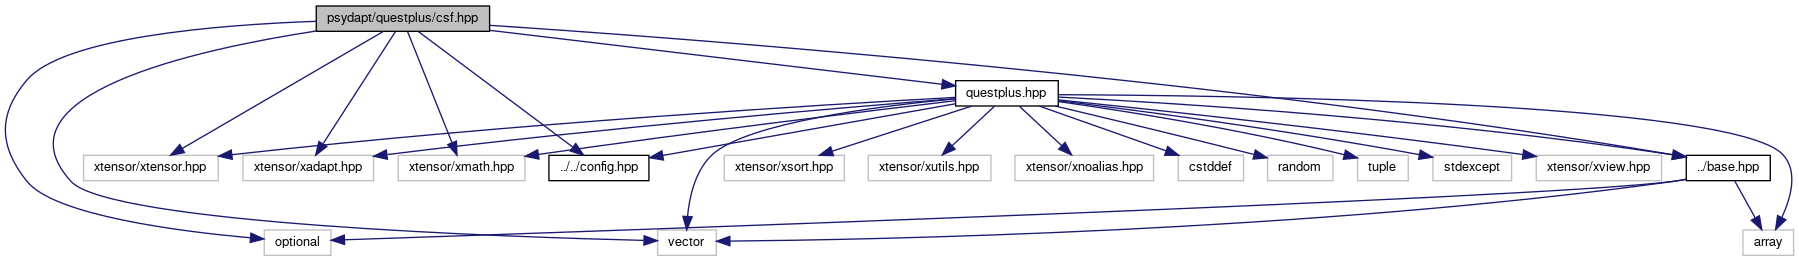 psydapt/questplus/csf.hpp
questplus.hpp
xtensor/xtensor.hpp
xtensor/xadapt.hpp
xtensor/xmath.hpp
../../config.hpp
xtensor/xsort.hpp
xtensor/xutils.hpp
xtensor/xnoalias.hpp
cstddef
random
tuple
stdexcept
xtensor/xview.hpp
../base.hpp
optional
vector
array